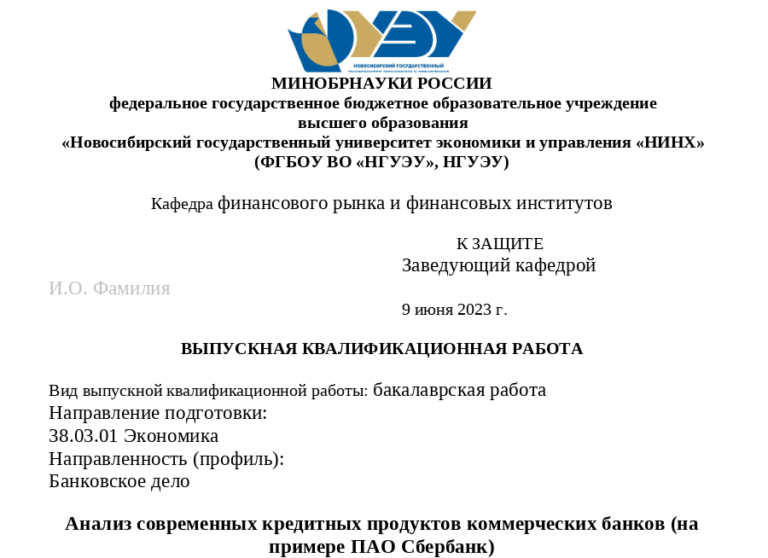 НОВОСИБИРСКИЙ ГОСУДАРСТВЕННЫЙ
МИНОБРНАУКИ РОССИИ
федеральное государственное бюджетное образовательное учреждение
высшего образования
«Новосибирский государственный университет экономики и управления «НИНХ»
(ФГБОУ ВО «НГУЭУ», НГУЭУ)
Кафедра финансового рынка и финансовых институтов
К ЗАЩИТЕ
Заведующий кафедрой
И.О. Фамилия
9 июня 2023 г.
ВЫПУСКНАЯ КВАЛИФИКАЦИОННАЯ РАБОТА
Вид выпускной квалификационной работы: бакалаврская работа
Направление подготовки:
38.03.01 Экономика
Направленность (профиль):
Банковское дело
Анализ современных кредитных продуктов коммерческих банков (на
примере ПАО Сбербанк)